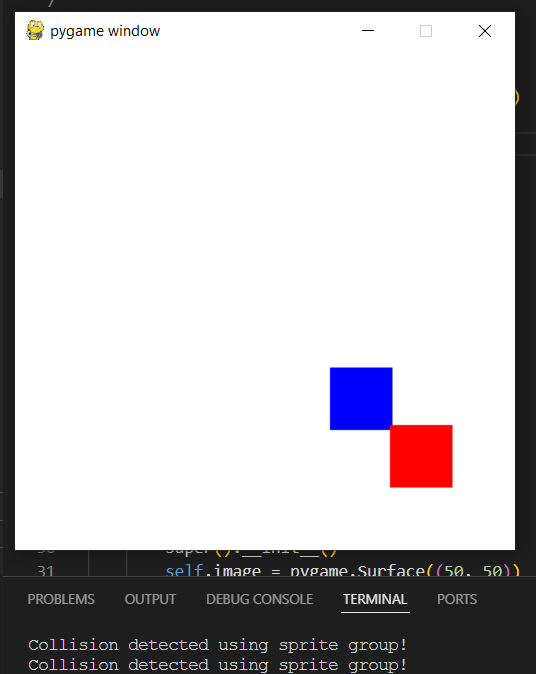 7
pygame window
)
30 super().__init__()
31 self.image = pygame.Surface((50, 50))
PROBLEMS OUTPUT DEBUG CONSOLE TERMINAL PORTS
Collision detected using sprite group!
Collision detected using sprite group!